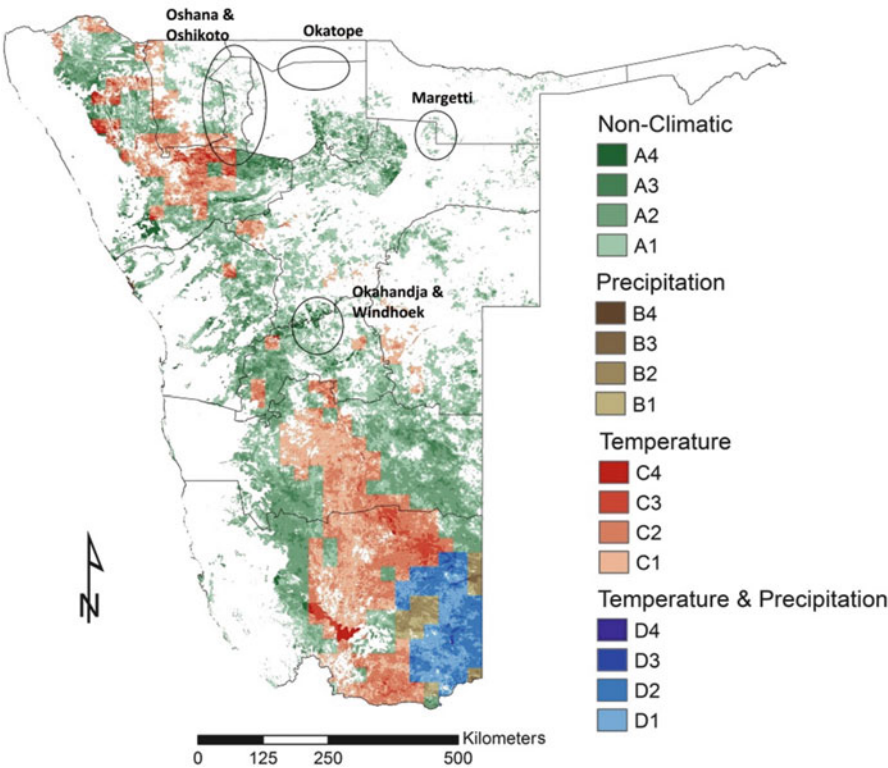 Oshana &
Oshikoto
Okatope
Margetti
Okahandja &
Windhoek
Non-Climatic
A4
A3
A2
A1
Precipitation
B4
B3
B2
B1
Temperature
C4
C3
C2
C1
Temperature & Precipitation
D4
D3
D2
D1
N
Kilometers
0 125 250 500